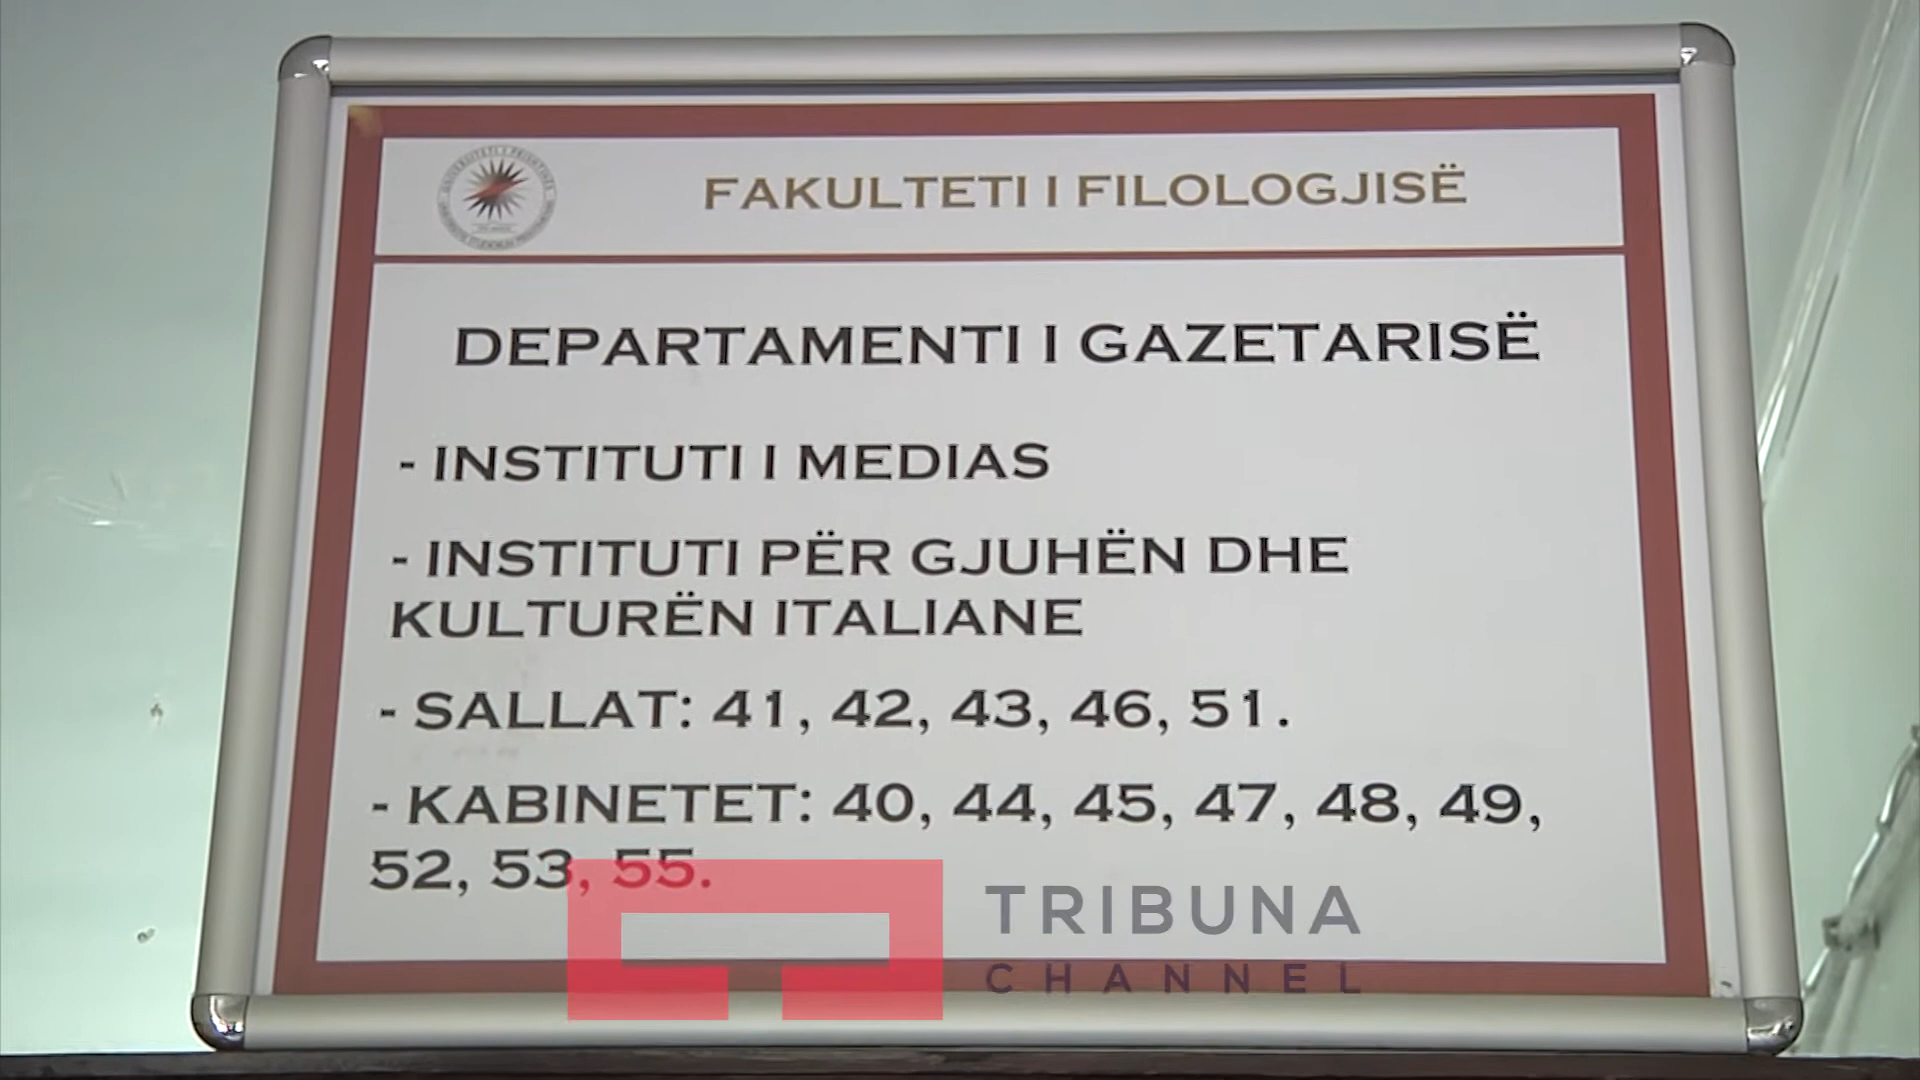 FAKULTETI I FILOLOGJISË
DEPARTAMENTI I GAZETARISË
- INSTITUTI I MEDIAS
- INSTITUTI PËR GJUHËN DHE
KULTURËN ITALIANE
- SALLAT: 41, 42, 43, 46, 51.
- KABINETET: 40, 44, 45, 47, 48, 49,
52, 53, 55.
TRIBUNA
CHANNEL